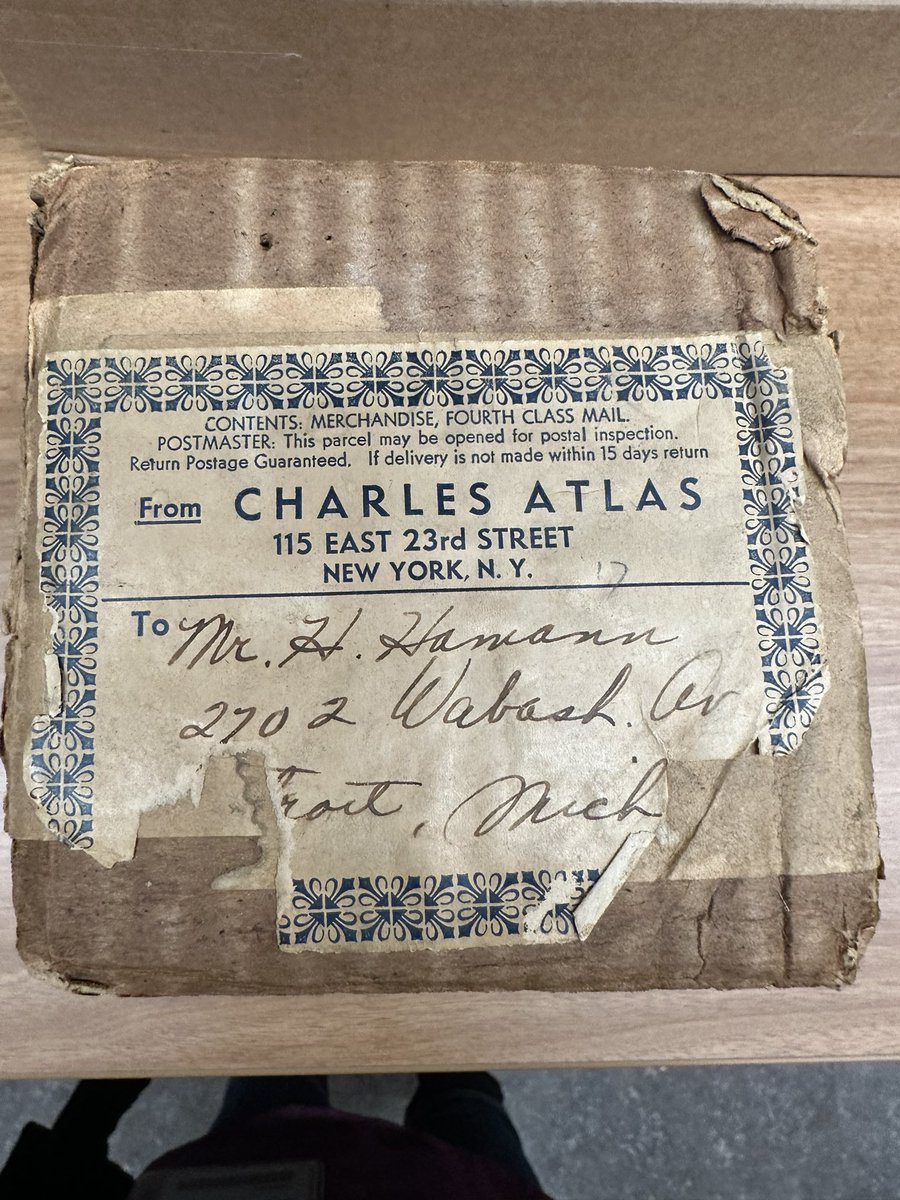 CONTENTS: MERCHANDISE, FOURTH CLASS MAIL.
POSTMASTER: This parcel may be opened for postal inspection.
Return Postage Guaranteed. If delivery is not made within 15 days return
From CHARLES ATLAS
115 EAST 23rd STREET
NEW YORK, N. Y.
17
To Mr. H. Hamann
2702 Wabash. Av
troit, Mich